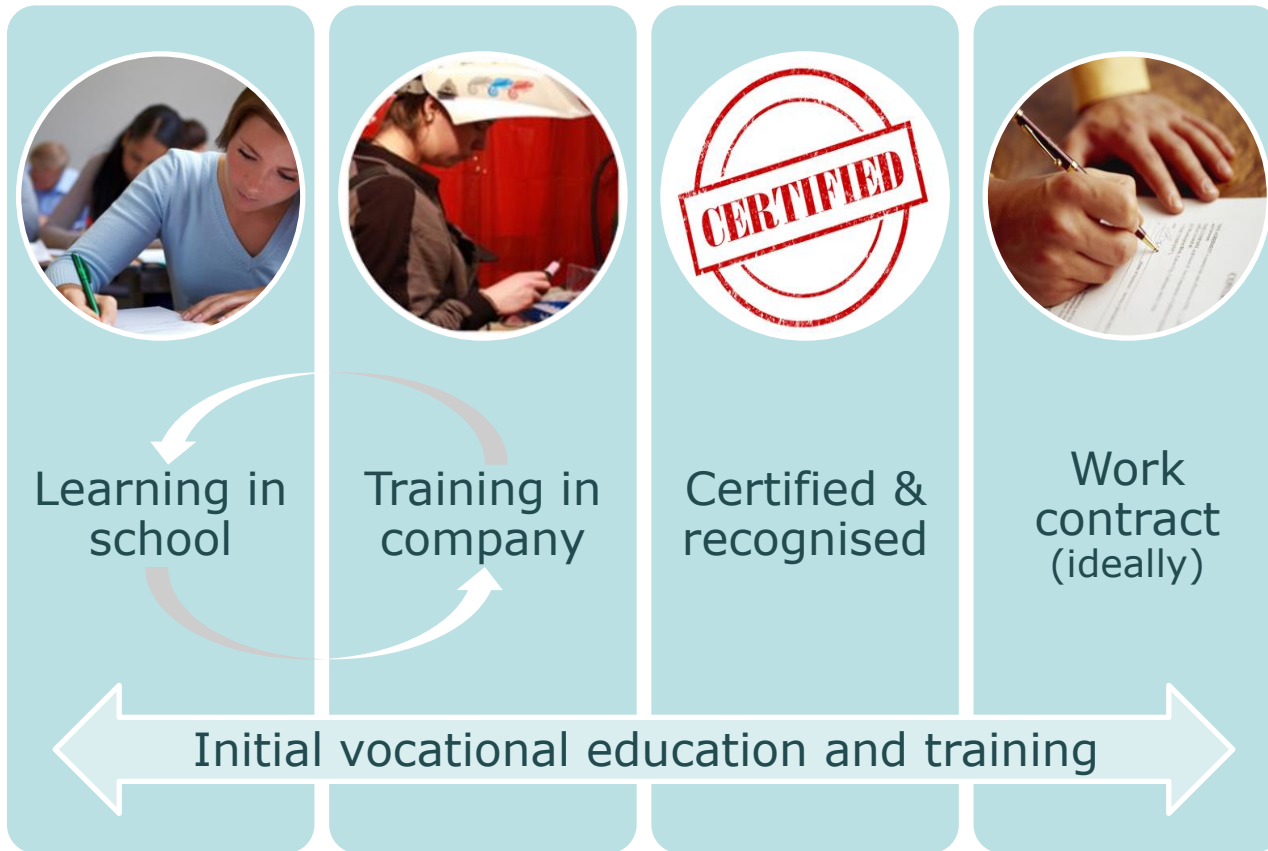 CERTIFIED
Learning in
school
Training in
company
Certified &
recognised
Work
contract
(ideally)
Initial vocational education and training